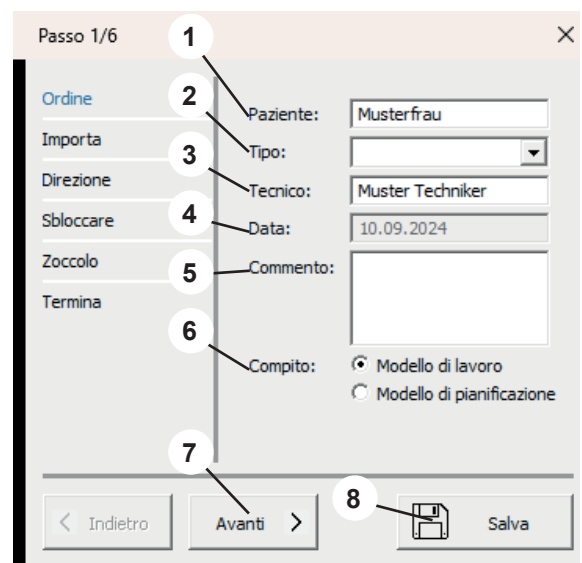 Passo 1/6
1
Ordine
Importa
Direzione
Sbloccare
Zoccolo
Termina
2
Paziente: Musterfrau
3
Tipo:
Tecnico: Muster Techniker
4
Data: 10.09.2024
5
Commento:
6
Compito: Modello di lavoro
Modello di pianificazione
7
8
Indietro
Avanti
Salva